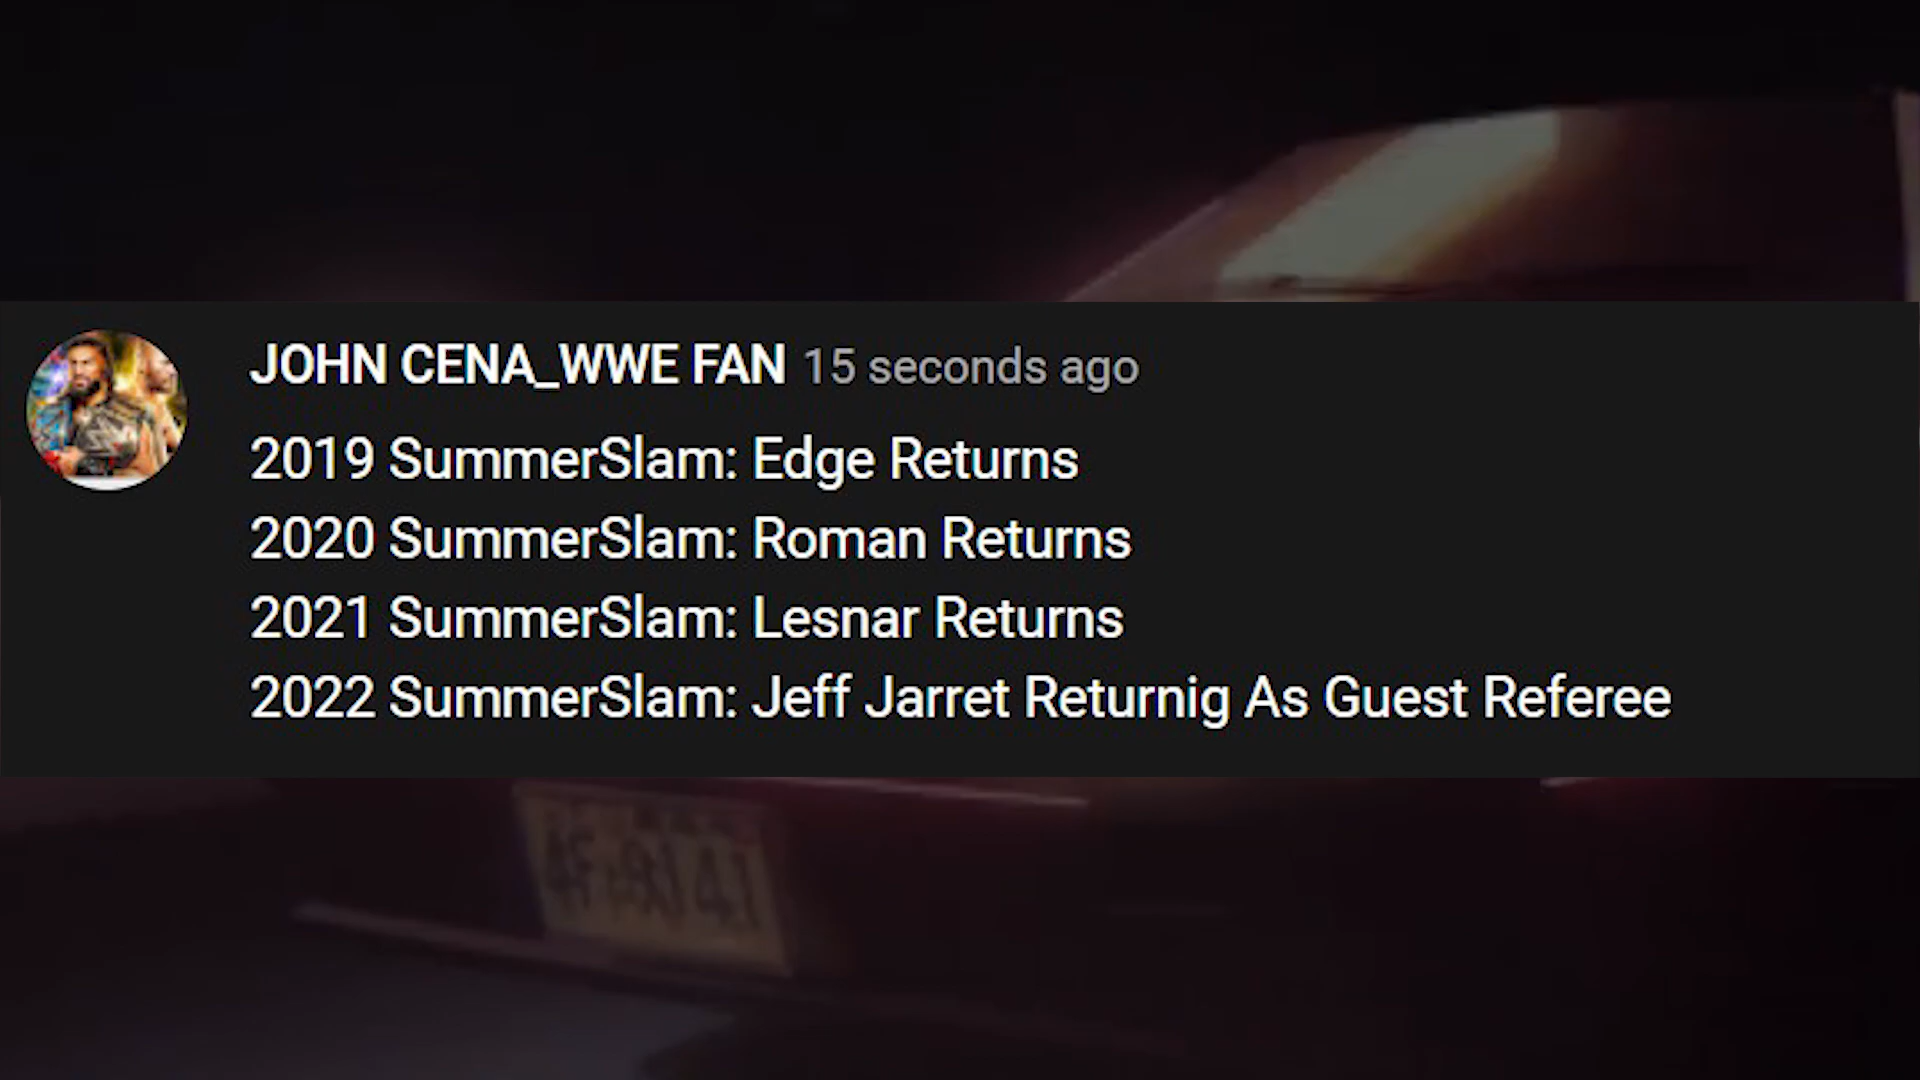 JOHN CENA_WWE FAN 15 seconds ago
2019 SummerSlam: Edge Returns
2020 SummerSlam: Roman Returns
2021 SummerSlam: Lesnar Returns
2022 SummerSlam: Jeff Jarret Returnig As Guest Referee